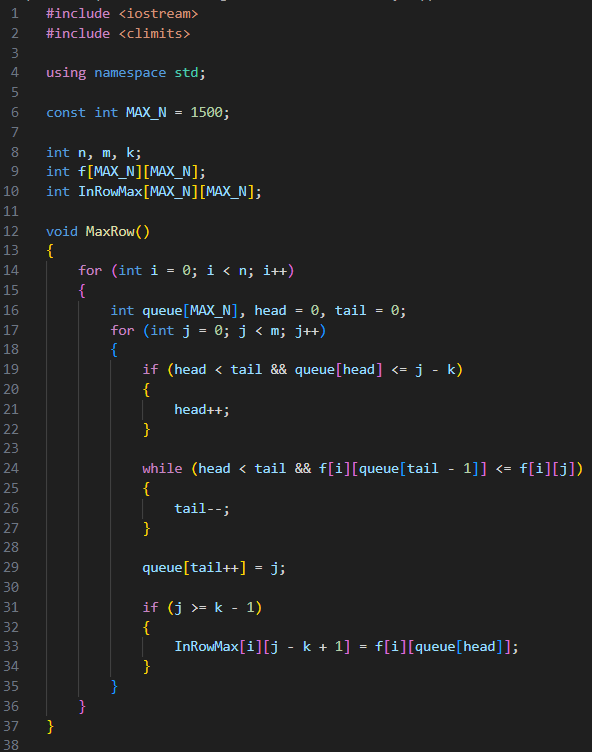 1 #include <iostream>
2 #include <climits>
3
4 using namespace std;
5
6 const int MAX_N = 1500;
7
8 int n, m, k;
9 int f[MAX_N][MAX_N];
10 int InRowMax[MAX_N][MAX_N];
11
12 void MaxRow()
13 {
14     for (int i = 0; i < n; i++)
15     {
16         int queue[MAX_N], head = 0, tail = 0;
17         for (int j = 0; j < m; j++)
18         {
19             if (head < tail && queue[head] <= j - k)
20             {
21                 head++;
22             }
23
24             while (head < tail && f[i][queue[tail - 1]] <= f[i][j])
25             {
26                 tail--;
27             }
28
29             queue[tail++] = j;
30
31             if (j >= k - 1)
32             {
33                 InRowMax[i][j - k + 1] = f[i][queue[head]];
34             }
35         }
36     }
37 }
38